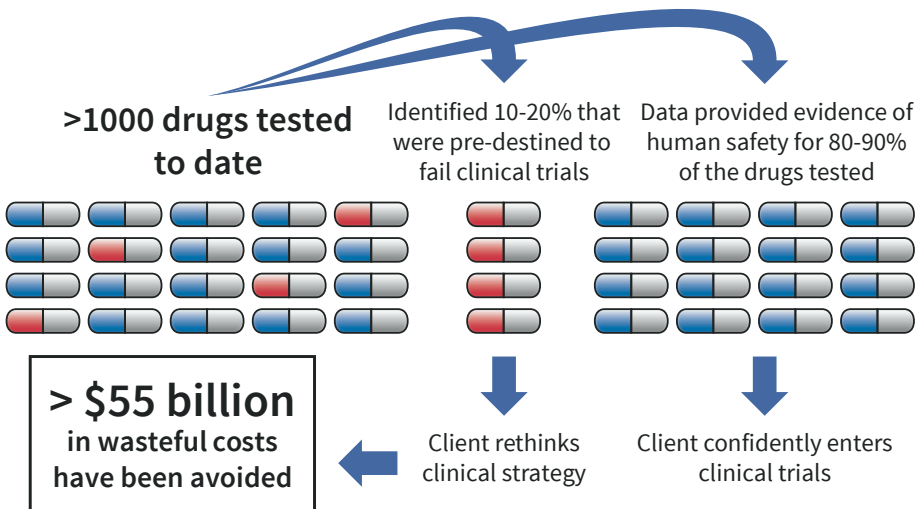 >1000 drugs tested
to date
Identified 10-20% that
were pre-destined to
fail clinical trials
Data provided evidence of
human safety for 80-90%
of the drugs tested
> $55 billion
in wasteful costs
have been avoided
Client rethinks
clinical strategy
Client confidently enters
clinical trials